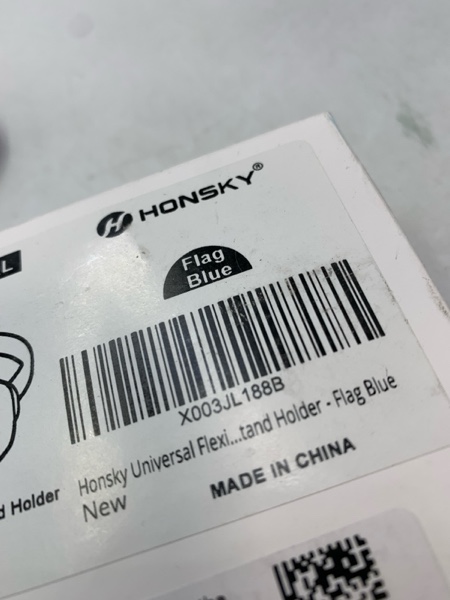 HONSKY®
L
Flag
Blue
X003JL188B
Honsky Universal Flexi...tand Holder - Flag Blue
New
d Holder
MADE IN CHINA